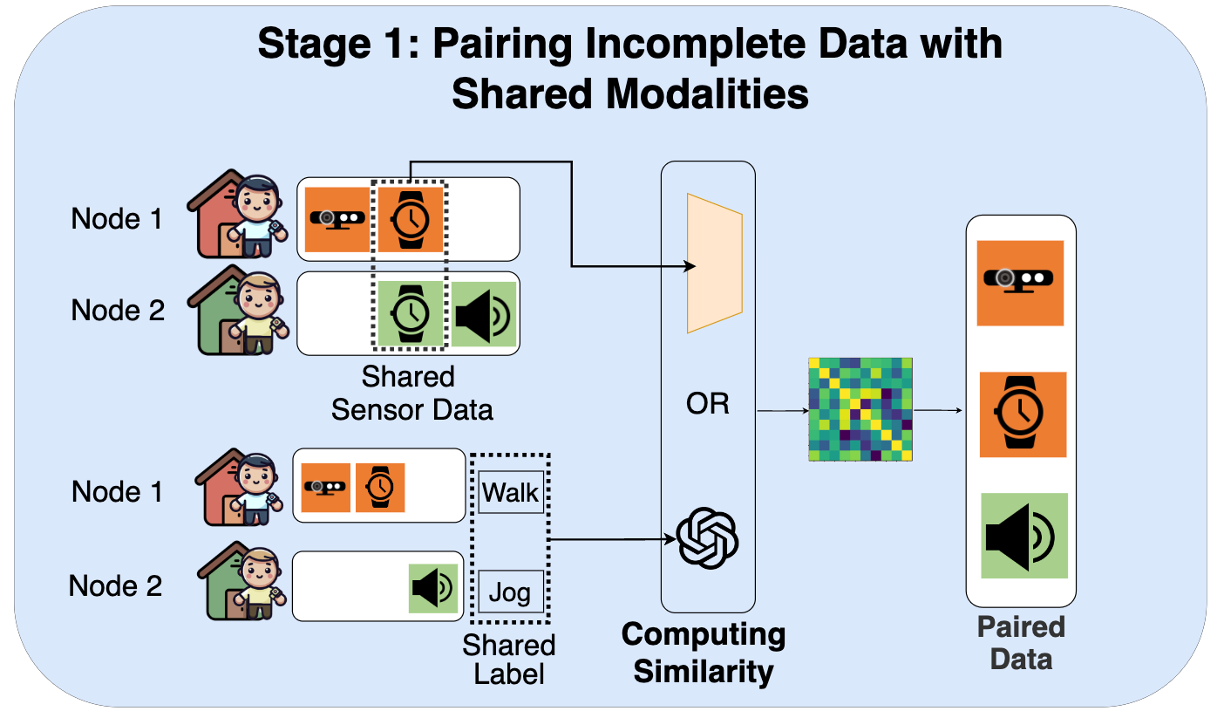 Stage 1: Pairing Incomplete Data with
Shared Modalities
Node 1
Node 2
Shared
Sensor Data
OR
Node 1
Walk
Node 2
Jog
Shared
Label
Computing
Similarity
Paired
Data